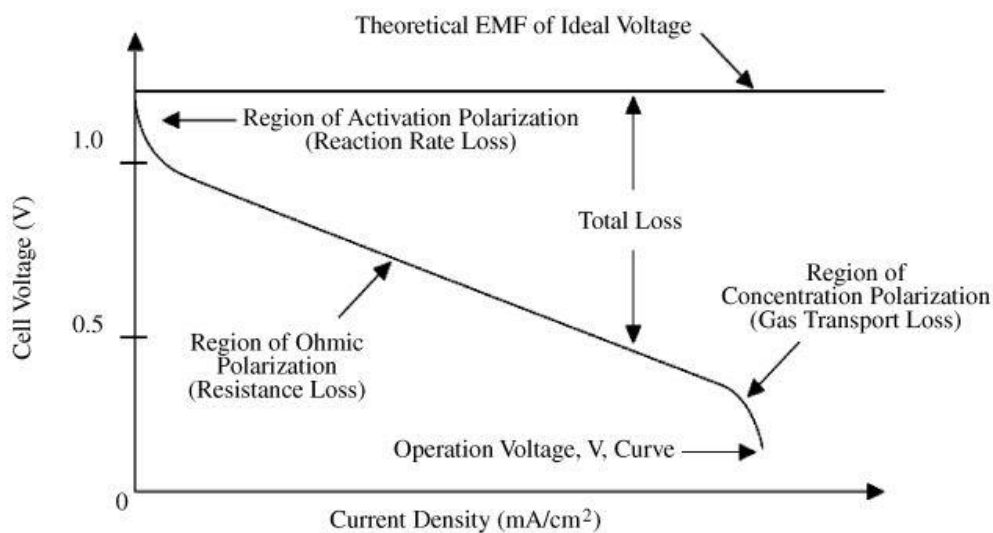 Theoretical EMF of Ideal Voltage
Region of Activation Polarization
(Reaction Rate Loss)
1.0
Total Loss
Cell Voltage (V)
Region of
Concentration Polarization
(Gas Transport Loss)
0.5
Region of Ohmic
Polarization
(Resistance Loss)
Operation Voltage, V, Curve
0
Current Density (mA/cm²)